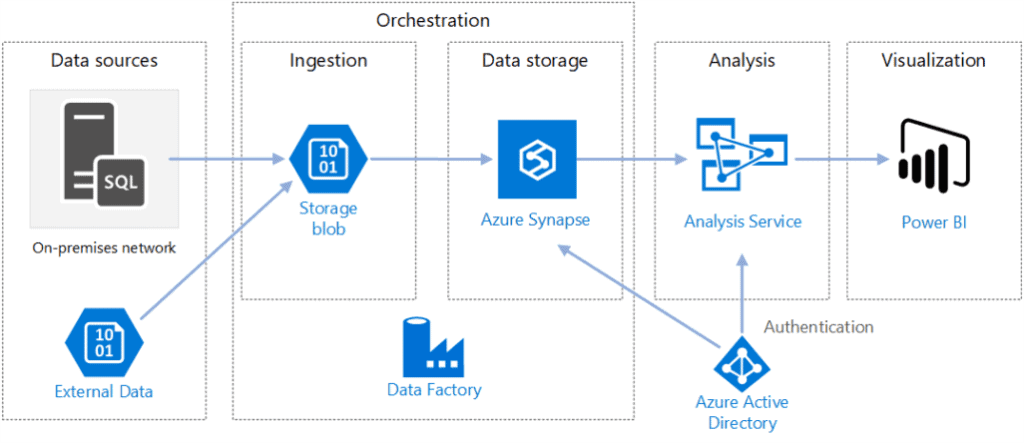 Orchestration
Data sources
Ingestion
Data storage
Analysis
Visualization
SQL
On-premises network
10
01
Storage
blob
Azure Synapse
Analysis Service
Power BI
10
01
External Data
Data Factory
Authentication
Azure Active
Directory